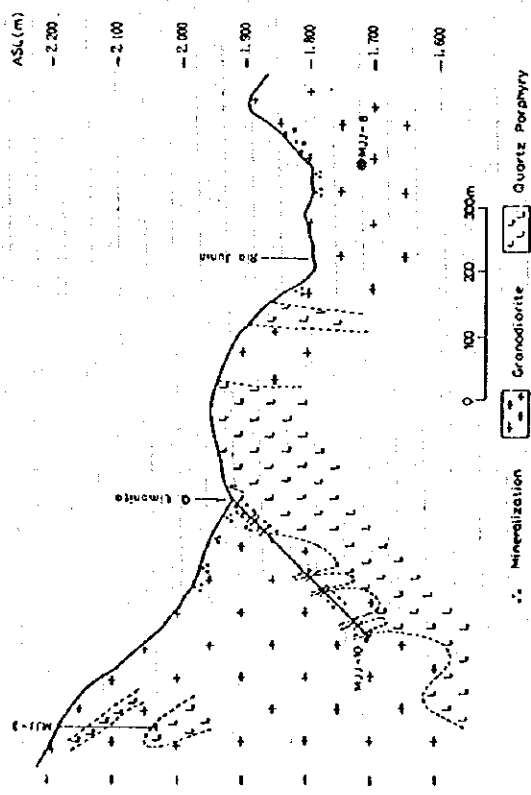 ASL(m)
-2.200
-2.100
-2.000
-1.900
-1.800
-1.700
-1.600
MJJ-3
Q Limonita
Rio Junin
MJJ-10
MJJ-8
0 100 200 300m
Mineralization
Granodiorite
Quartz Porphyry